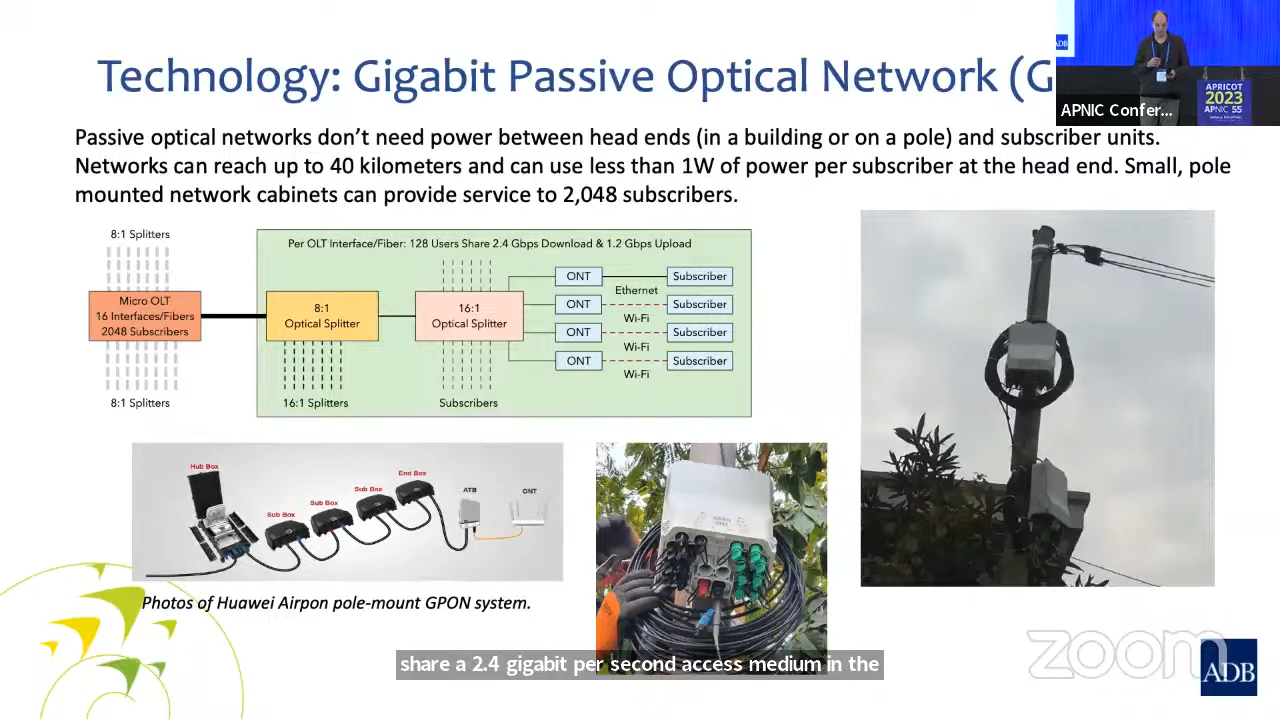 Technology: Gigabit Passive Optical Network (G
ADB
APRICOT
2023
APNIC 55
APNIC Confer...
Passive optical networks don't need power between head ends (in a building or on a pole) and subscriber units.
Networks can reach up to 40 kilometers and can use less than 1W of power per subscriber at the head end. Small, pole
mounted network cabinets can provide service to 2,048 subscribers.
8:1 Splitters
Micro OLT
16 Interfaces/Fibers
2048 Subscribers
8:1 Splitters
Per OLT Interface/Fiber: 128 Users Share 2.4 Gbps Download & 1.2 Gbps Upload
8:1
Optical Splitter
16:1 Splitters
16:1
Optical Splitter
Subscribers
ONT
Subscriber
Ethernet
ONT
Subscriber
Wi-Fi
ONT
Subscriber
Wi-Fi
ONT
Subscriber
Wi-Fi
Hub Box
Sub Box
Sub Box
Sub Box
End Box
ATB
ONT
Photos of Huawei Airpon pole-mount GPON system.
share a 2.4 gigabit per second access medium in the
zoom
ADB